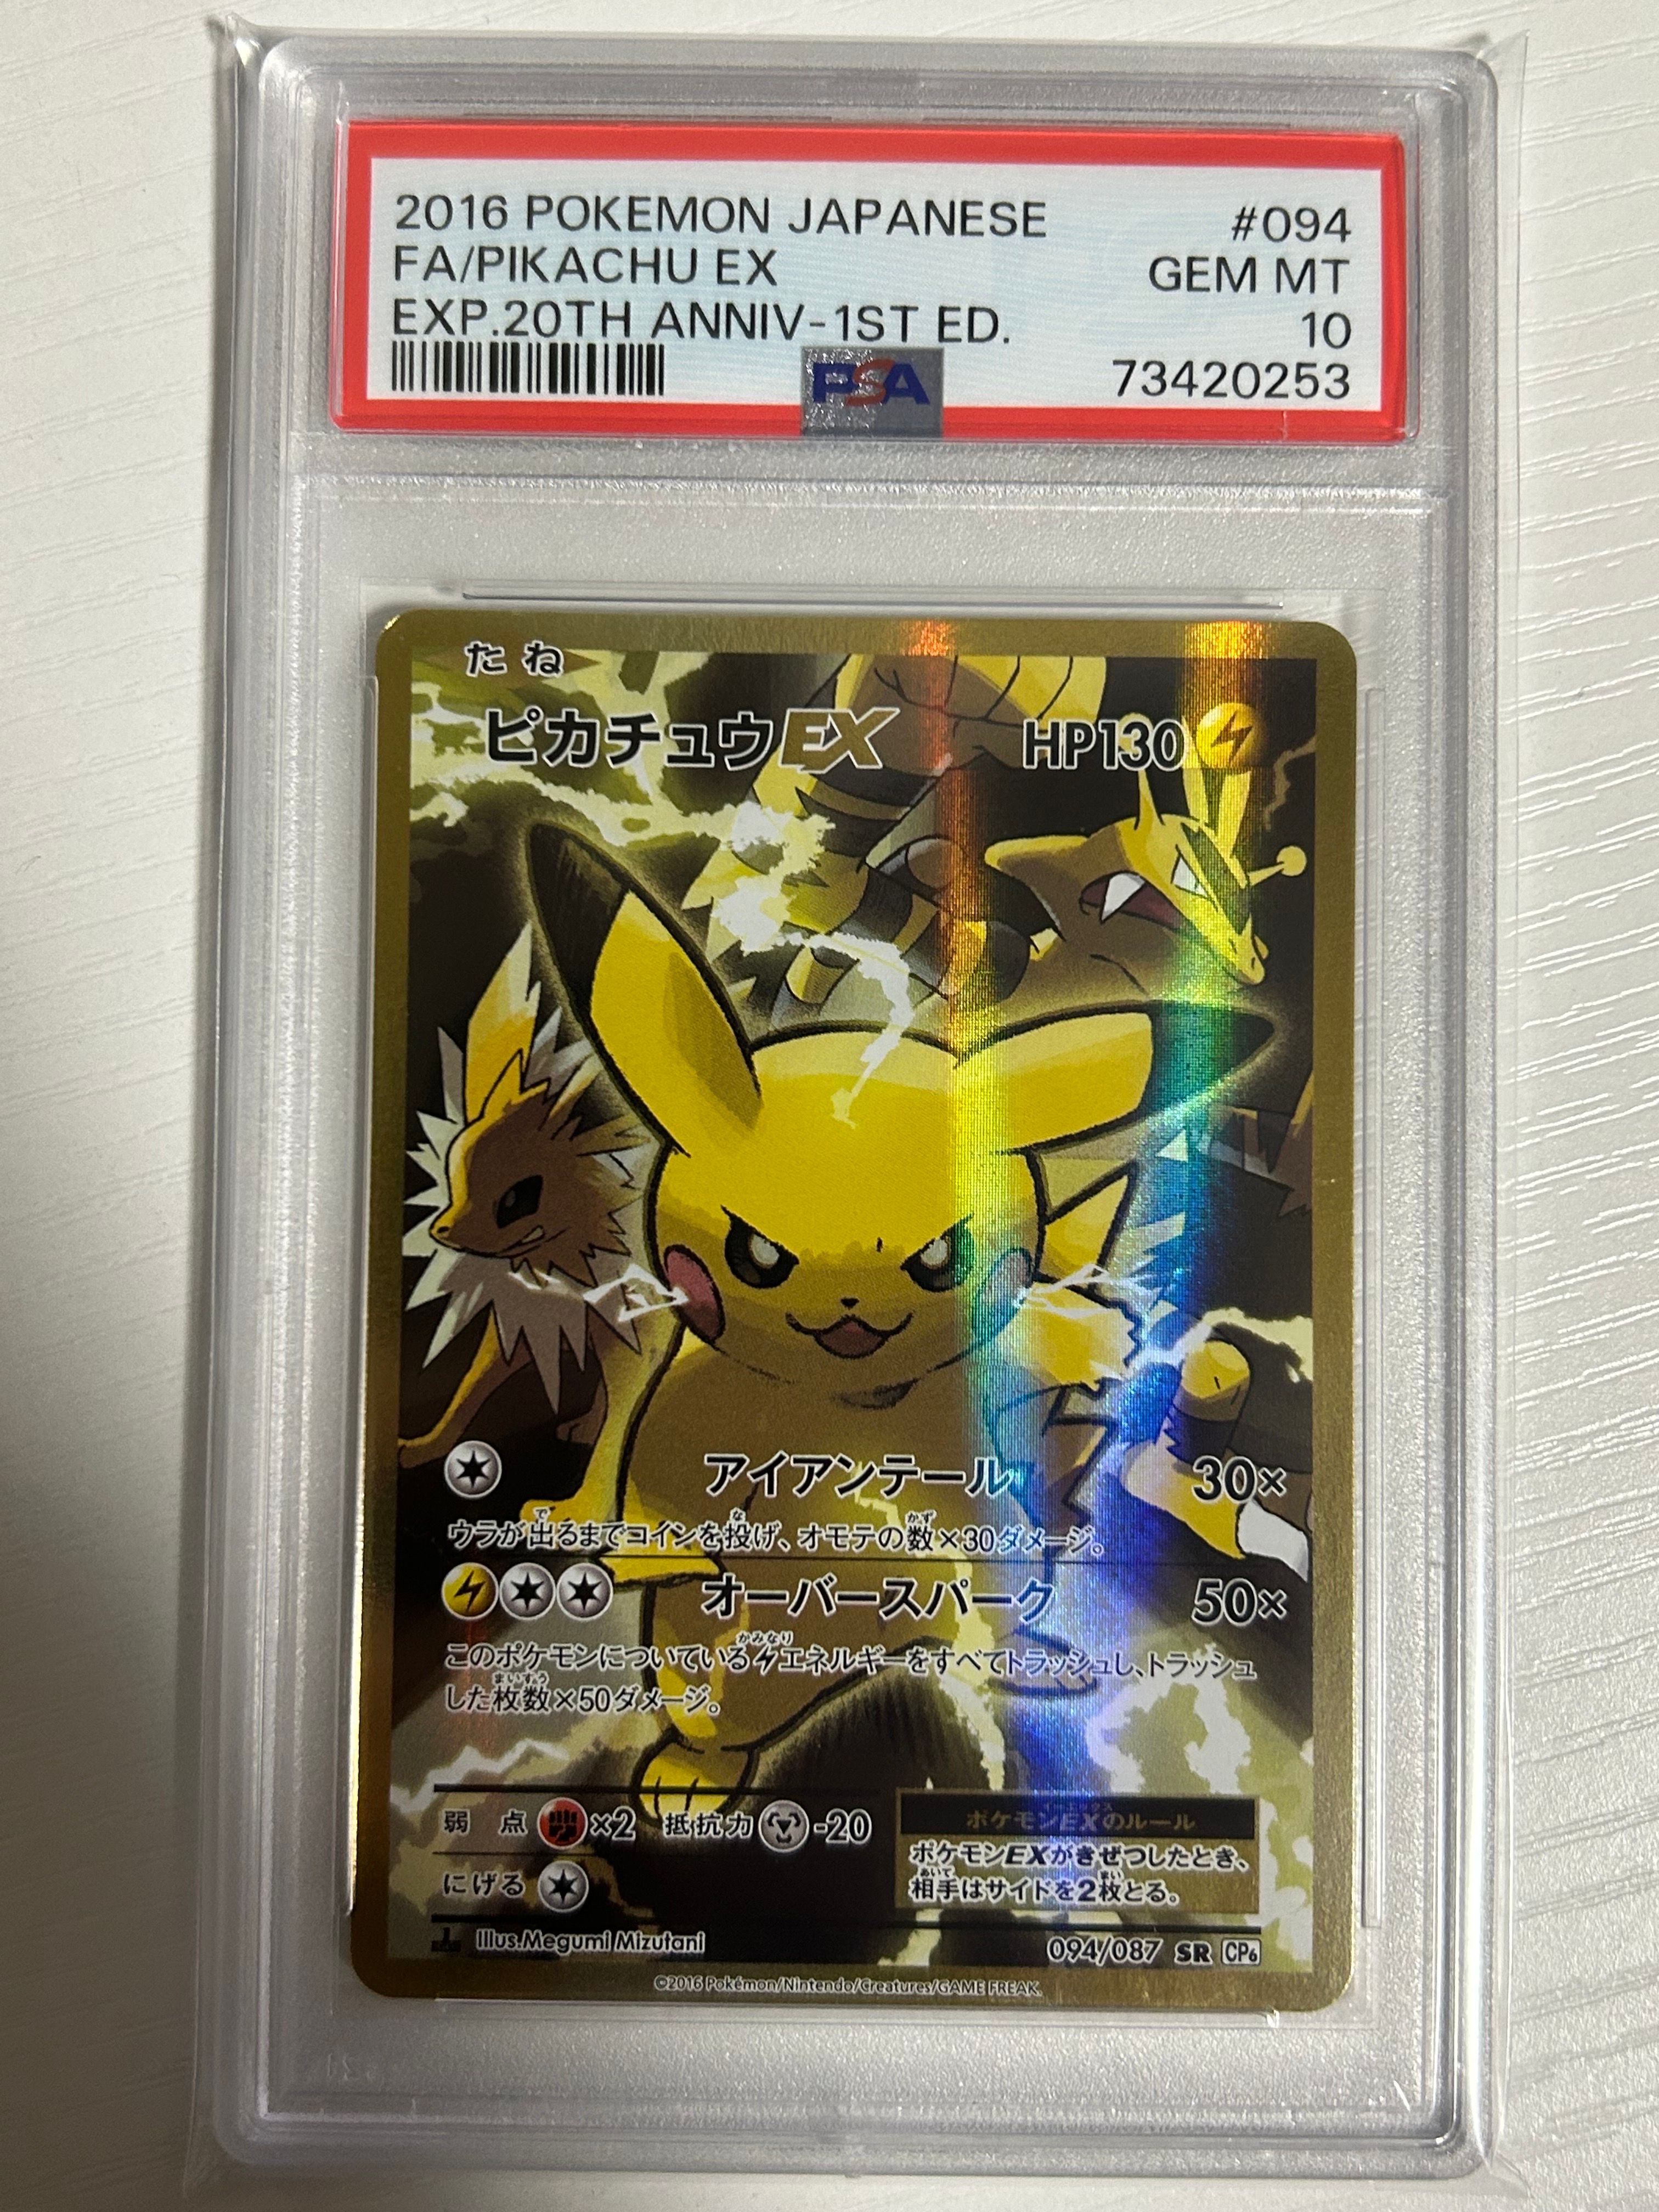 2016 POKEMON JAPANESE #094
FA/PIKACHU EX GEM MT
EXP.20TH ANNIV-1ST ED. 10
PSA 73420253
たね
ピカチュウEX HP130
アイアンテール 30×
ウラが出るまでコインを投げ、オモテの数×30ダメージ。
オーバースパーク 50×
このポケモンについているエネルギーをすべてトラッシュし、トラッシュ
した枚数×50ダメージ。
弱点 ×2 抵抗力 -20
にげる
ポケモンEXのルール
ポケモンEXがきぜつしたとき、
相手はサイドを2枚とる。
Illus.Megumi Mizutani 094/087 SR CP6
©2016 Pokémon/Nintendo/Creatures/GAME FREAK.